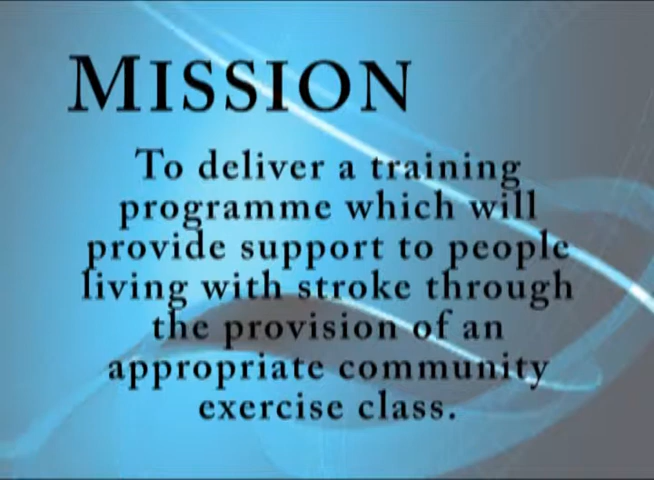 MISSION
To deliver a training
programme which will
provide support to people
living with stroke through
the provision of an
appropriate community
exercise class.